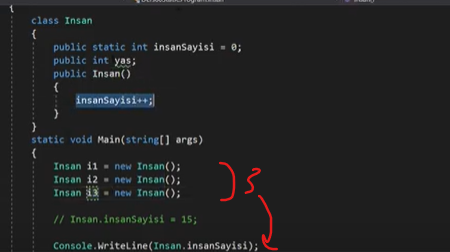 {
class Insan
{
public static int insanSayisi = 0;
public int yas;
public Insan()
{
insanSayisi++;
}
}
static void Main(string[] args)
{
Insan i1 = new Insan();
Insan i2 = new Insan();
Insan i3 = new Insan();
3
// Insan.insanSayisi = 15;
Console.WriteLine(Insan.insanSayisi);